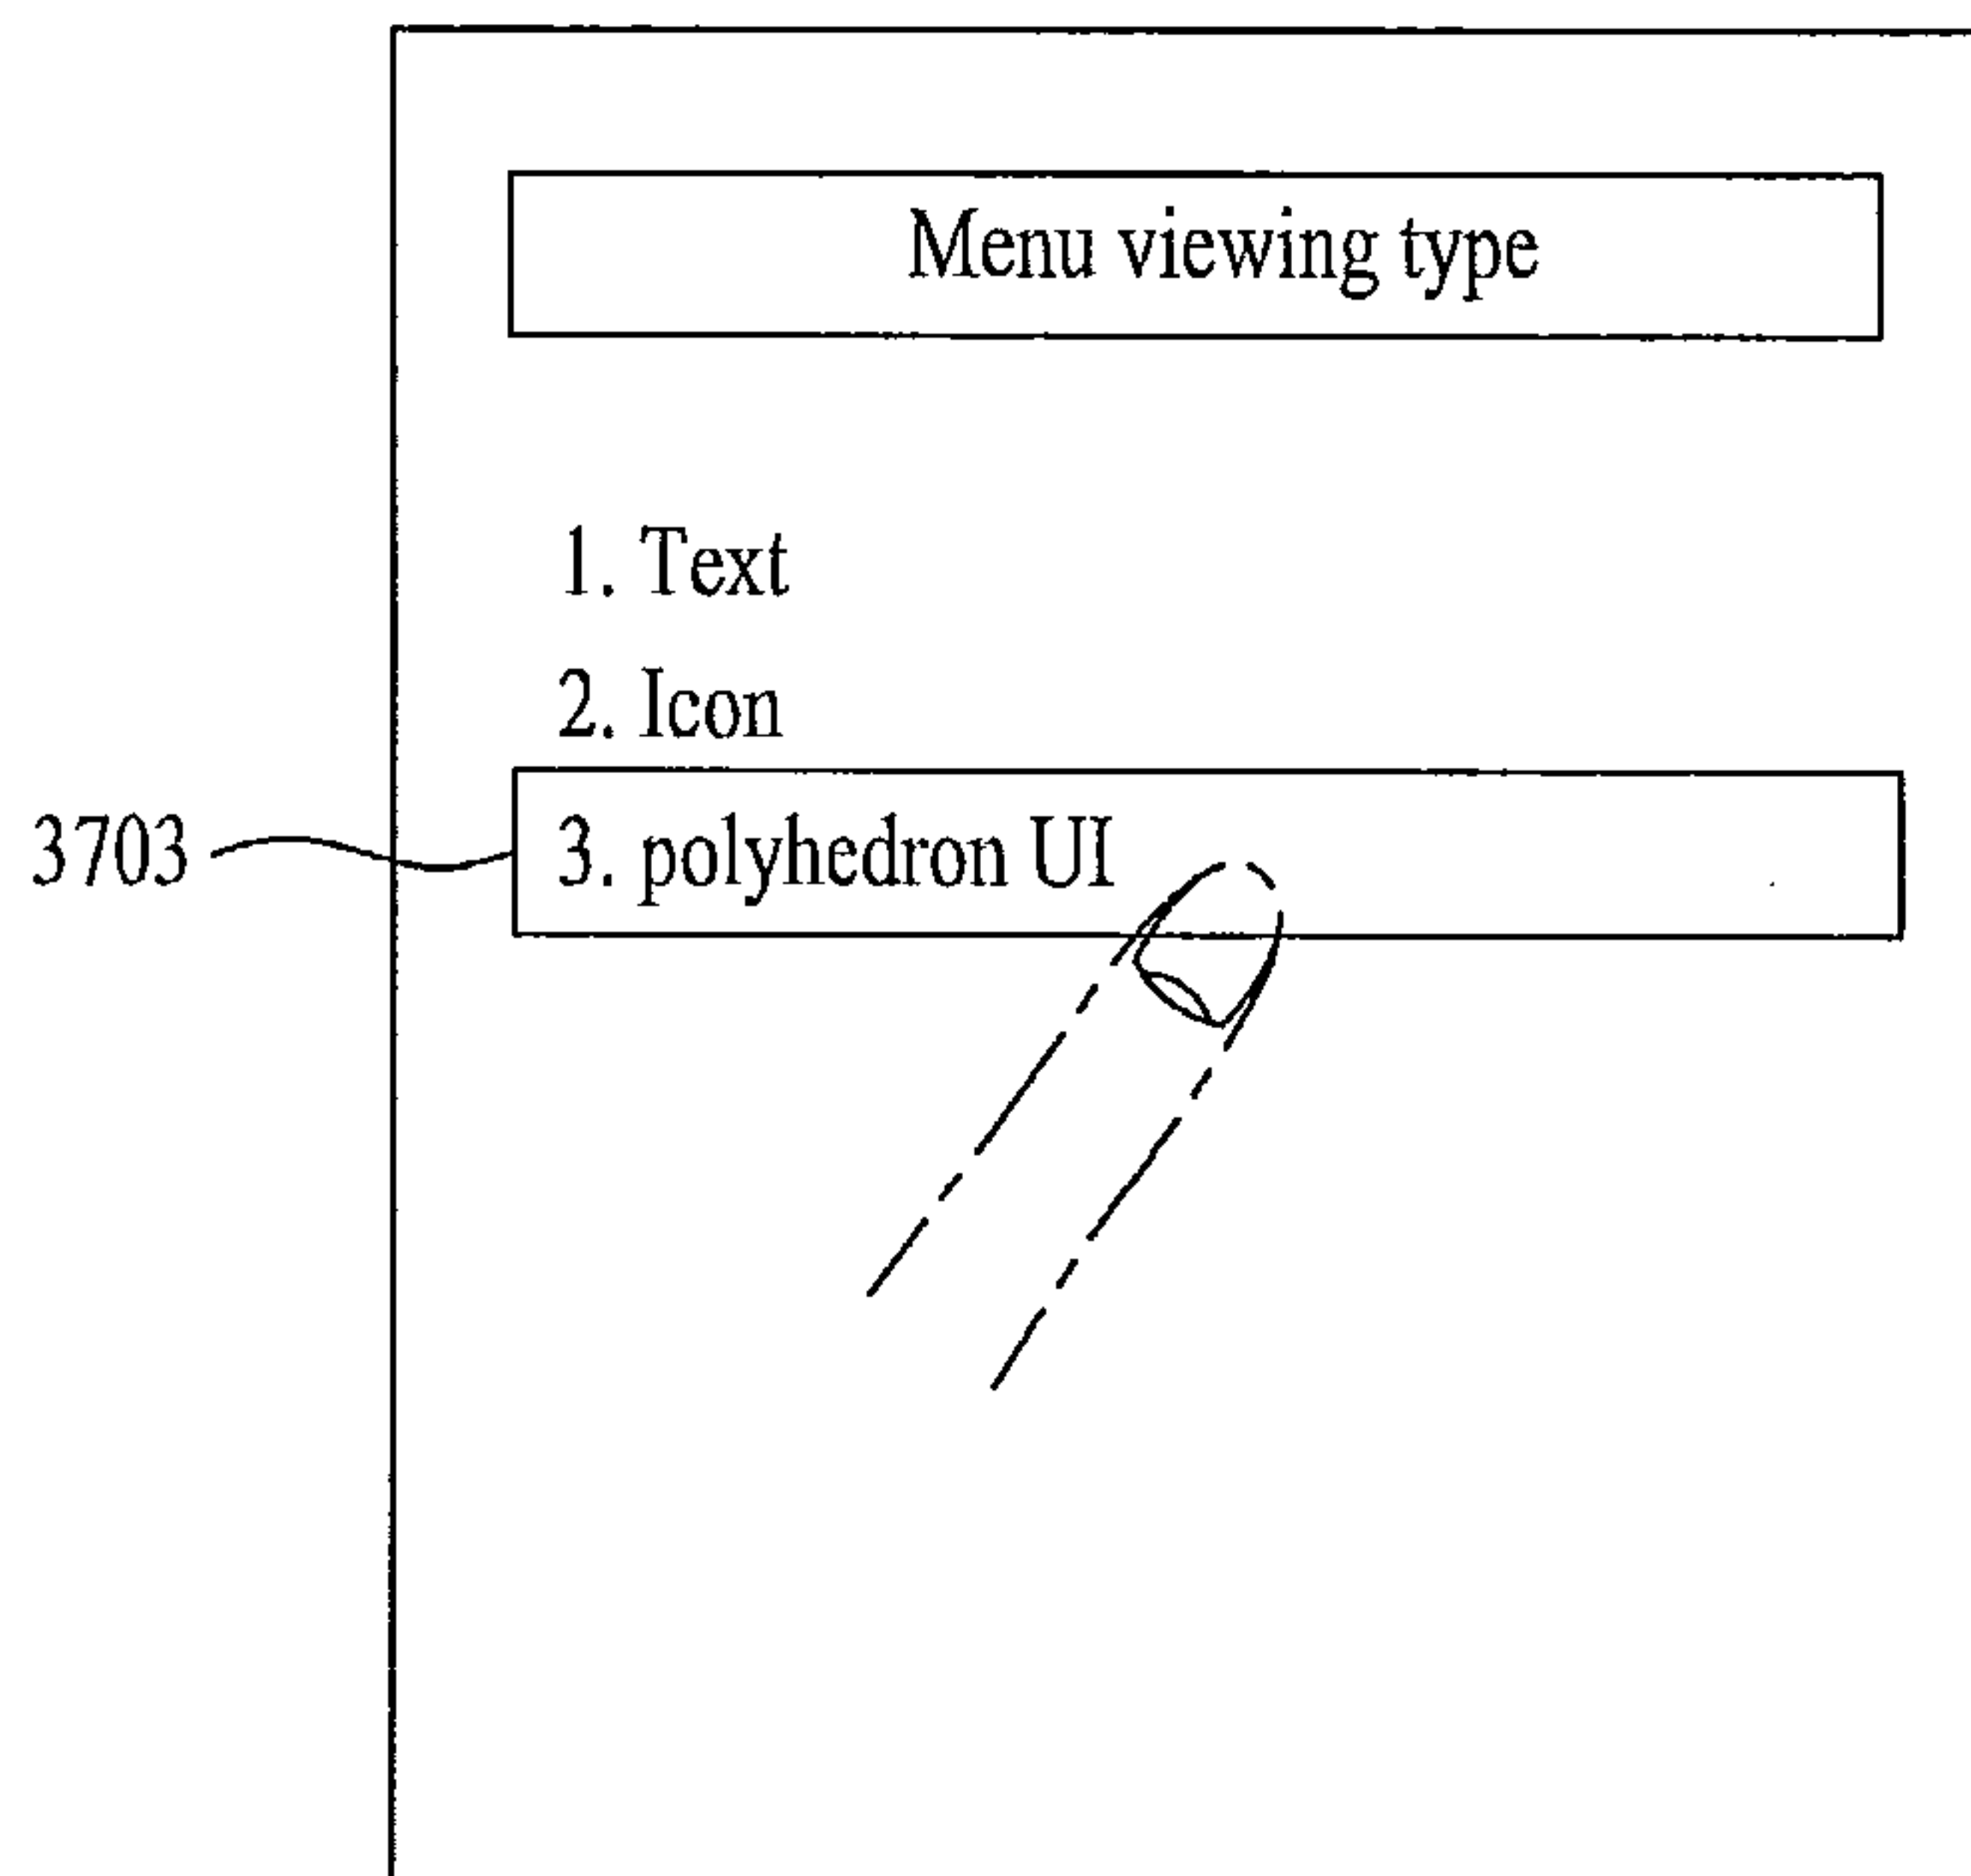 Menu viewing type
1. Text
2. Icon
3703
3. polyhedron UI